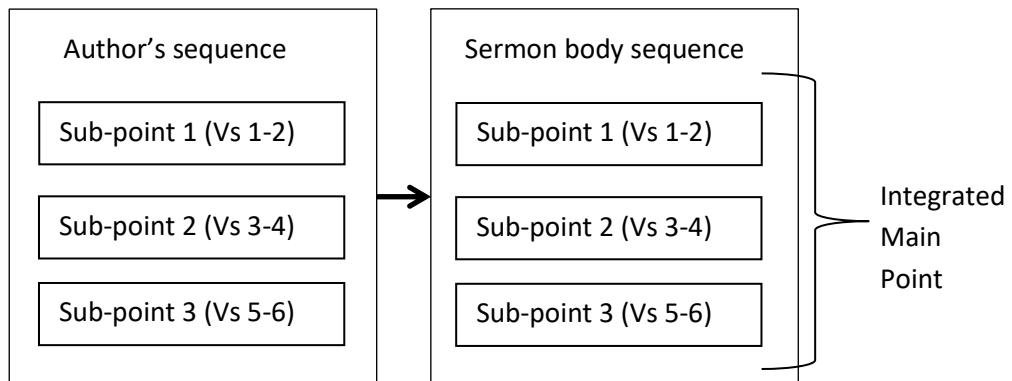 Author’s sequence
Sub-point 1 (Vs 1-2)
Sub-point 2 (Vs 3-4)
Sub-point 3 (Vs 5-6)
Sermon body sequence
Sub-point 1 (Vs 1-2)
Sub-point 2 (Vs 3-4)
Sub-point 3 (Vs 5-6)
Integrated
Main
Point